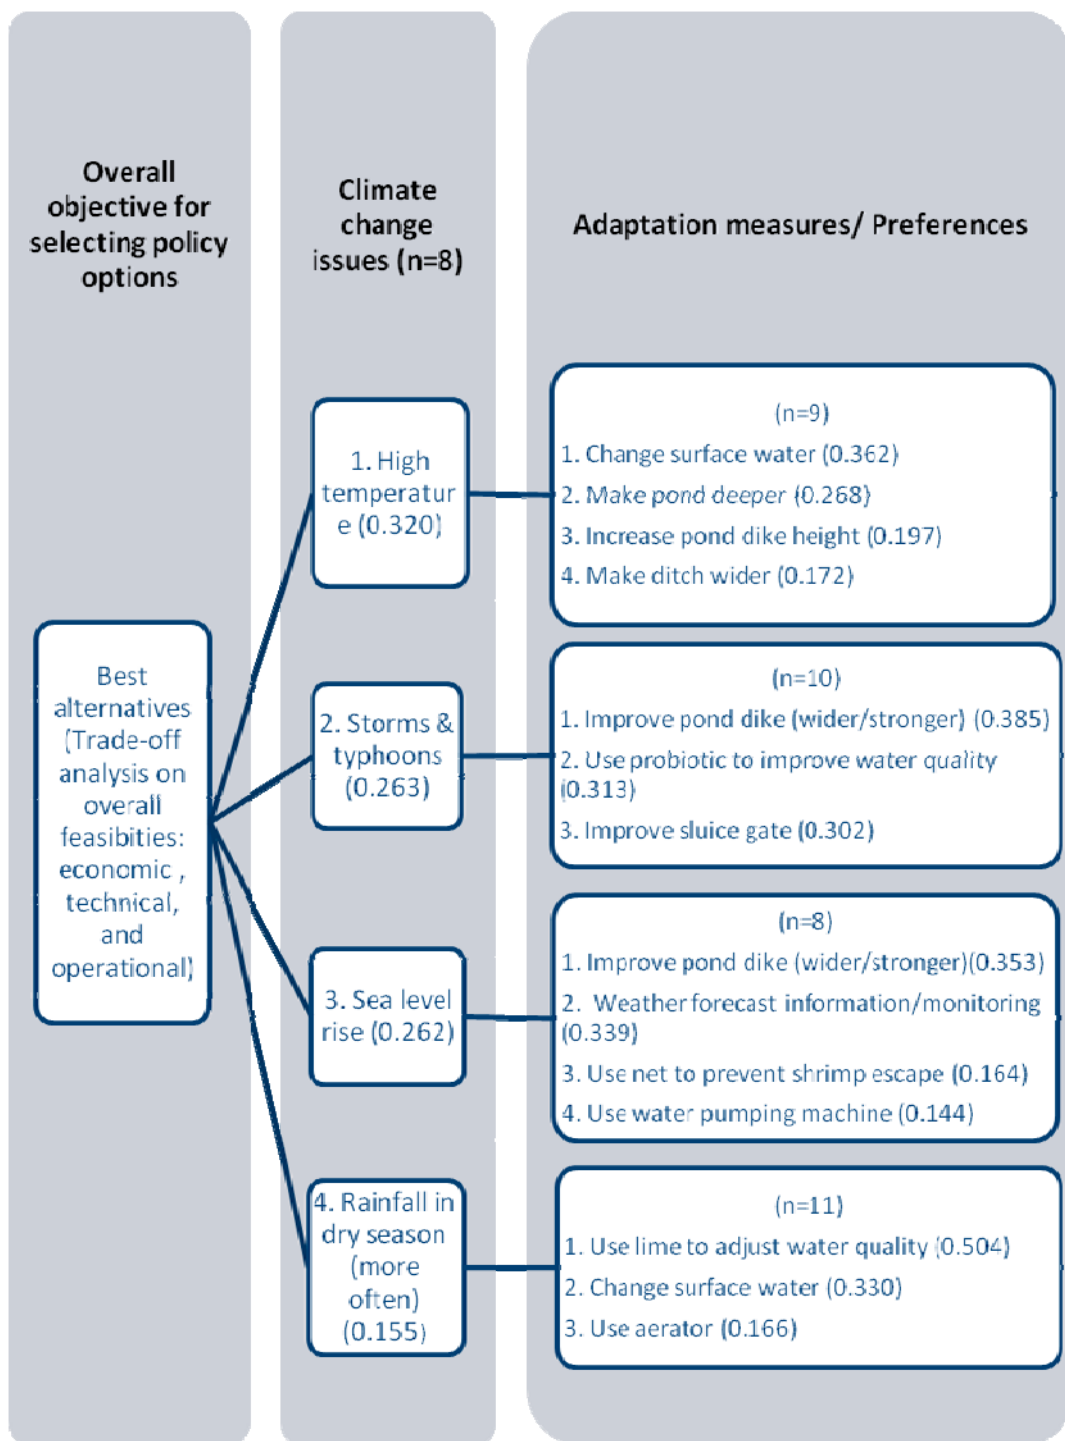 Overall
objective for
selecting policy
options
Climate
change
issues (n=8)
Adaptation measures/ Preferences
Best
alternatives
(Trade-off
analysis on
overall
feasibities:
economic ,
technical,
and
operational)
1. High
temperatur
e (0.320)
(n=9)
1. Change surface water (0.362)
2. Make pond deeper (0.268)
3. Increase pond dike height (0.197)
4. Make ditch wider (0.172)
2. Storms &
typhoons
(0.263)
(n=10)
1. Improve pond dike (wider/stronger) (0.385)
2. Use probiotic to improve water quality
(0.313)
3. Improve sluice gate (0.302)
3. Sea level
rise (0.262)
(n=8)
1. Improve pond dike (wider/stronger)(0.353)
2. Weather forecast information/monitoring
(0.339)
3. Use net to prevent shrimp escape (0.164)
4. Use water pumping machine (0.144)
4. Rainfall in
dry season
(more
often)
(0.155)
(n=11)
1. Use lime to adjust water quality (0.504)
2. Change surface water (0.330)
3. Use aerator (0.166)